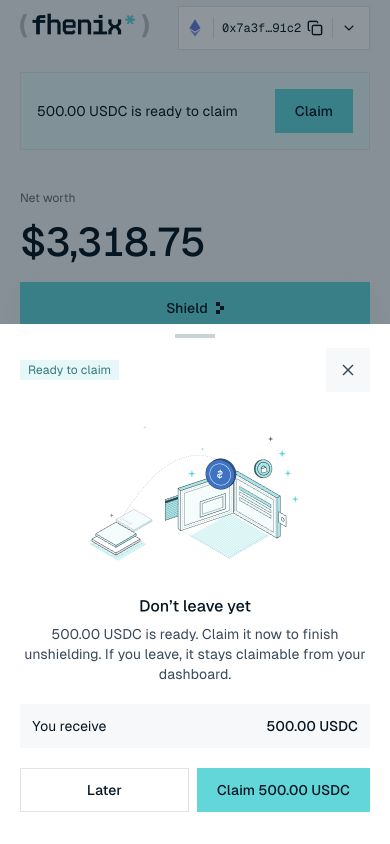 (fhenix*)
0x7a3f…91c2
500.00 USDC is ready to claim
Claim
Net worth
$3,318.75
Shield
Ready to claim
Don’t leave yet
500.00 USDC is ready. Claim it now to finish
unshielding. If you leave, it stays claimable from your
dashboard.
You receive
500.00 USDC
Later
Claim 500.00 USDC